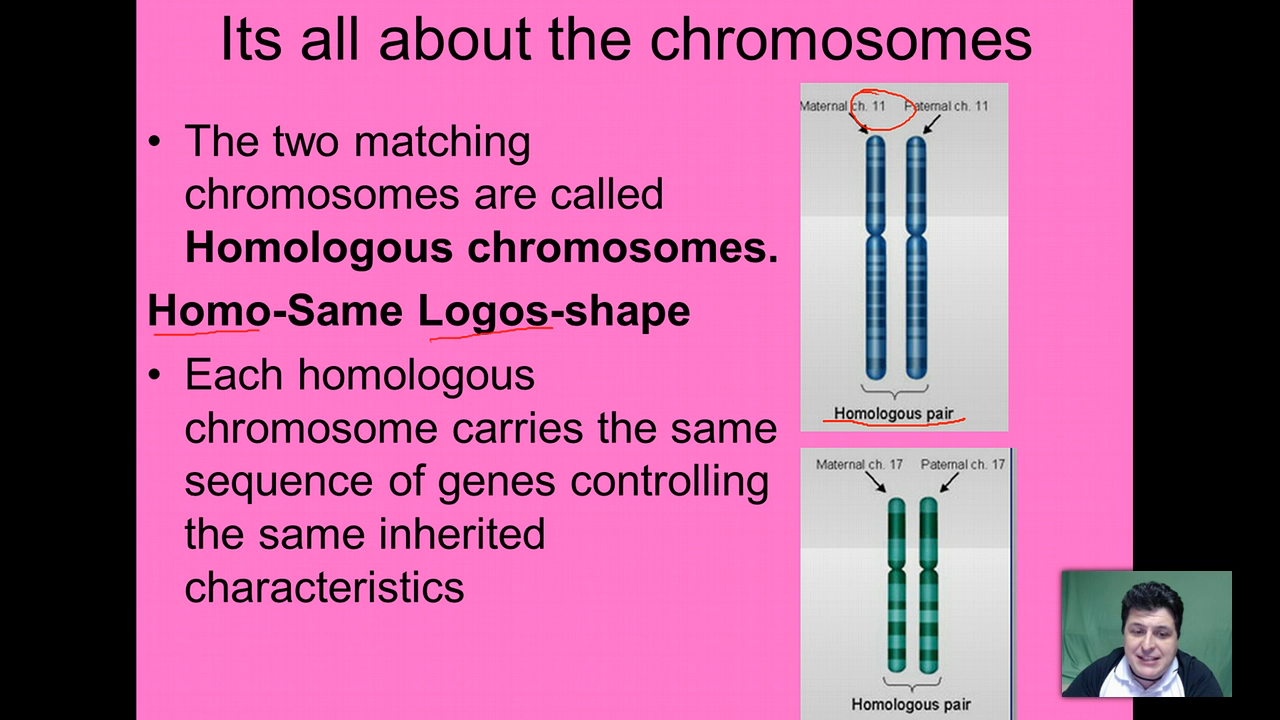 Its all about the chromosomes
• The two matching
chromosomes are called
Homologous chromosomes.
Homo-Same Logos-shape
• Each homologous
chromosome carries the same
sequence of genes controlling
the same inherited
characteristics
Maternal ch. 11 Paternal ch. 11
Homologous pair
Maternal ch. 17 Paternal ch. 17
Homologous pair